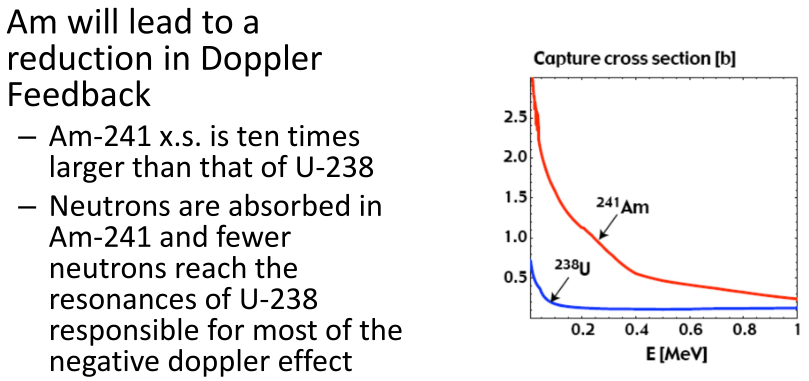 Am will lead to a
reduction in Doppler
Feedback
– Am-241 x.s. is ten times
larger than that of U-238
– Neutrons are absorbed in
Am-241 and fewer
neutrons reach the
resonances of U-238
responsible for most of the
negative doppler effect
Capture cross section [b]
2.5
2.0
1.5
1.0
0.5
²⁴¹Am
²³⁸U
0.2 0.4 0.6 0.8 1
E [MeV]